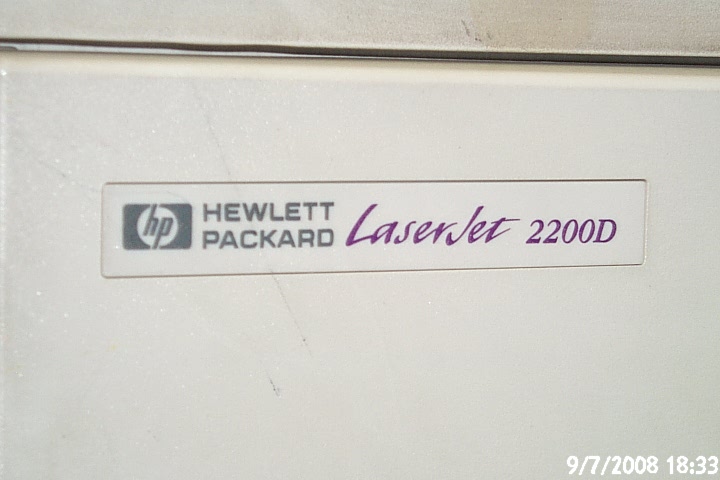 hp HEWLETT PACKARD LaserJet 2200D
9/7/2008 18:33